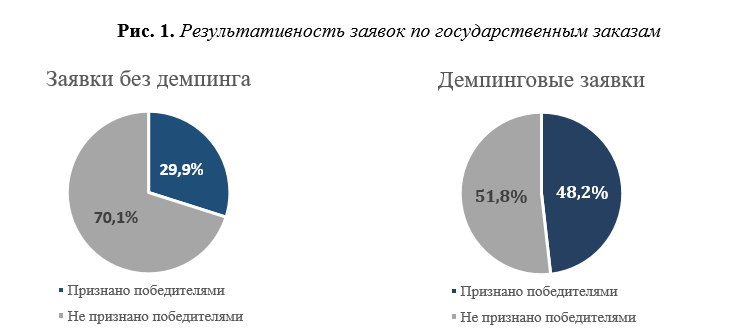 Рис. 1. Результативность заявок по государственным заказам
Заявки без демпинга
29,9%
70,1%
Признано победителями
Не признано победителями
Демпинговые заявки
51,8%
48,2%
Признано победителями
Не признано победителями